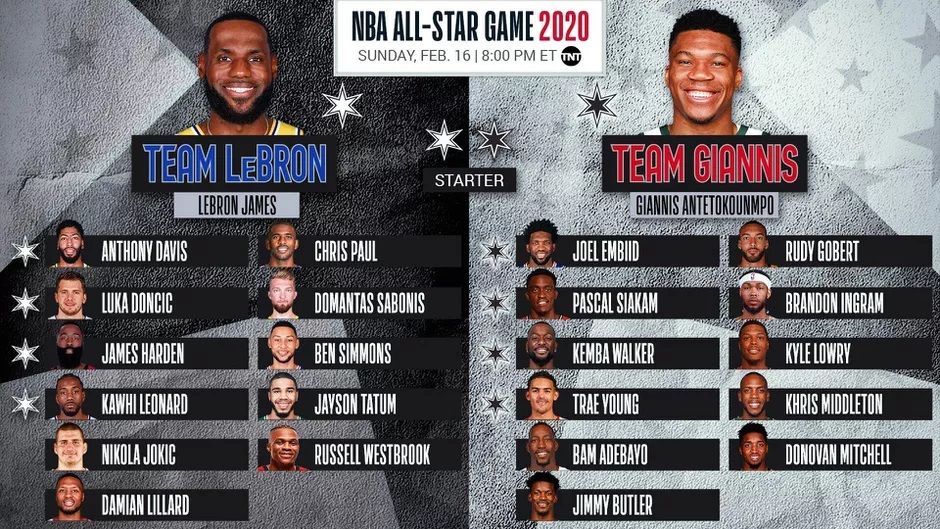 NBA ALL-STAR GAME 2020
SUNDAY, FEB. 16 | 8:00 PM ET TNT
TEAM LEBRON
LEBRON JAMES
STARTER
TEAM GIANNIS
GIANNIS ANTETOKOUNMPO
ANTHONY DAVIS
LUKA DONCIC
JAMES HARDEN
KAWHI LEONARD
NIKOLA JOKIC
DAMIAN LILLARD
CHRIS PAUL
DOMANTAS SABONIS
BEN SIMMONS
JAYSON TATUM
RUSSELL WESTBROOK
JOEL EMBIID
PASCAL SIAKAM
KEMBA WALKER
TRAE YOUNG
BAM ADEBAYO
JIMMY BUTLER
RUDY GOBERT
BRANDON INGRAM
KYLE LOWRY
KHRIS MIDDLETON
DONOVAN MITCHELL